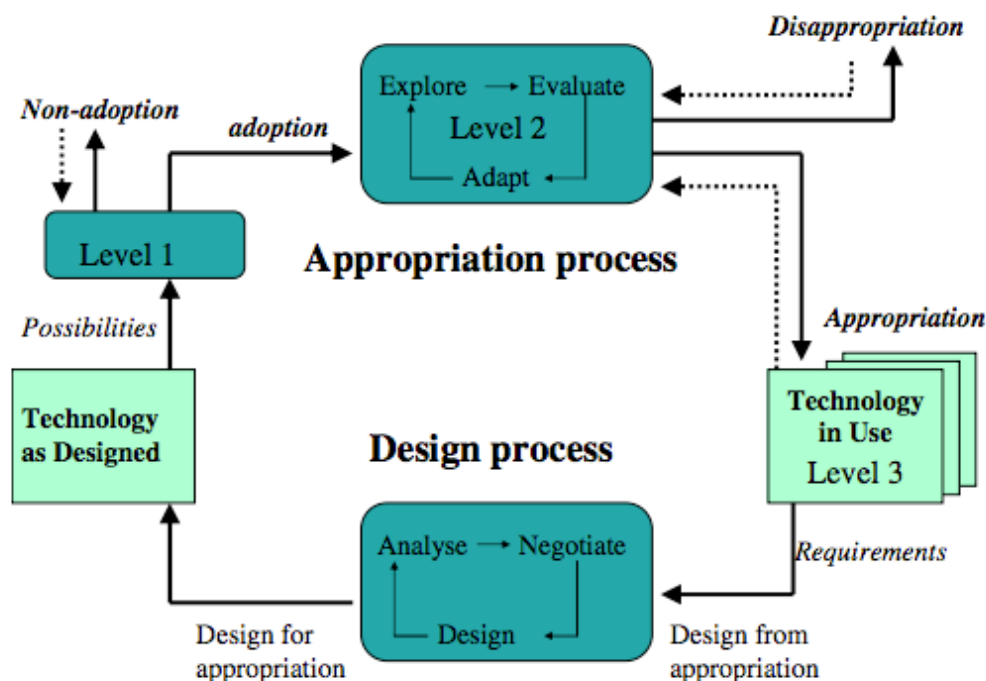 Disappropriation
Explore Evaluate
Non-adoption
adoption
Level 2
Adapt
Level 1
Appropriation process
Possibilities
Appropriation
Technology
as Designed
Technology
in Use
Level 3
Design process
Analyse Negotiate
Requirements
Design
Design for
appropriation
Design from
appropriation